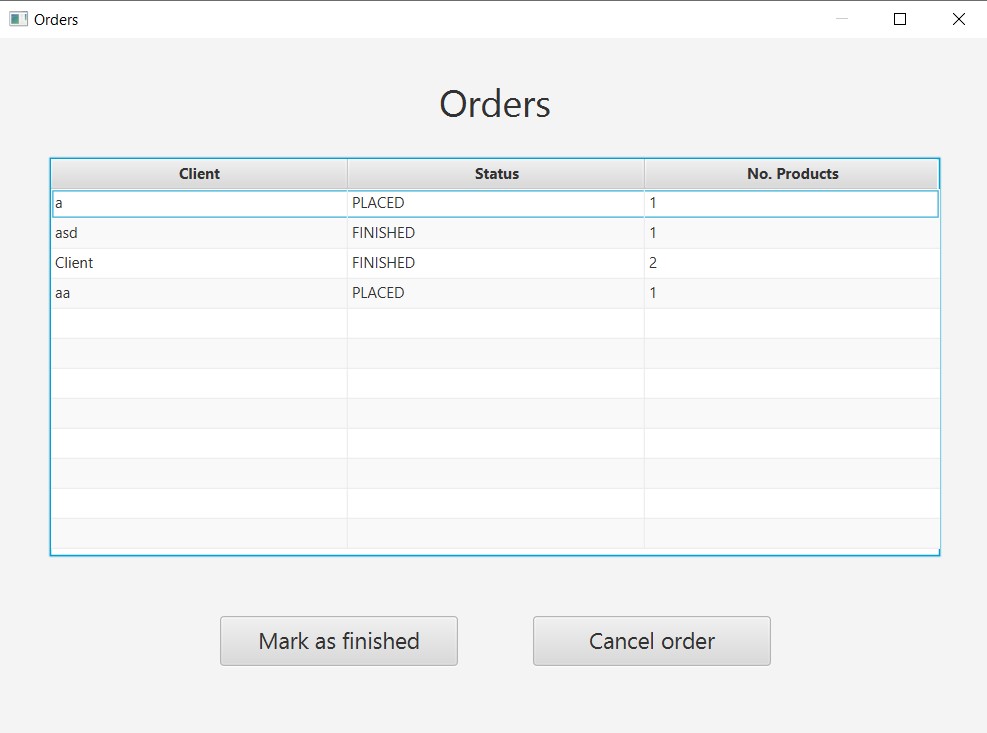 Orders
Orders
Client Status No. Products
a PLACED 1
asd FINISHED 1
Client FINISHED 2
aa PLACED 1
Mark as finished Cancel order